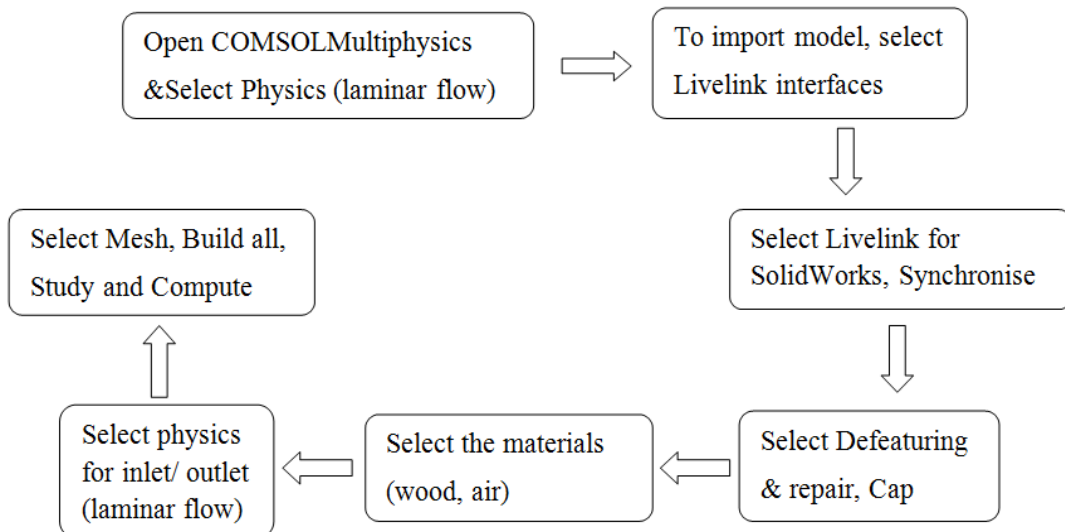 Open COMSOLMultiphysics
&Select Physics (laminar flow)
To import model, select
Livelink interfaces
Select Livelink for
SolidWorks, Synchronise
Select Defeaturing
& repair, Cap
Select the materials
(wood, air)
Select physics
for inlet/ outlet
(laminar flow)
Select Mesh, Build all,
Study and Compute